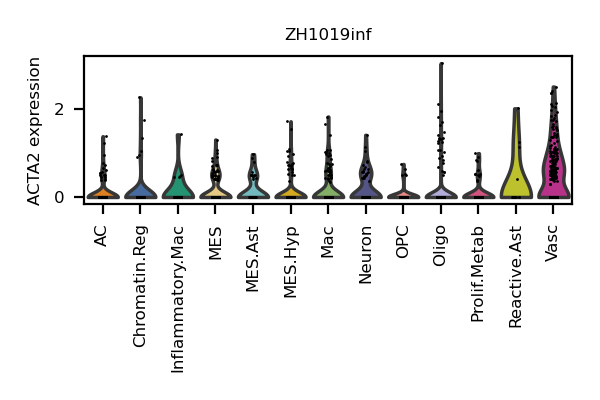 ZH1019inf
ACTA2 expression
2
0
AC
Chromatin.Reg
Inflammatory.Mac
MES
MES.Ast
MES.Hyp
Mac
Neuron
OPC
Oligo
Prolif.Metab
Reactive.Ast
Vasc